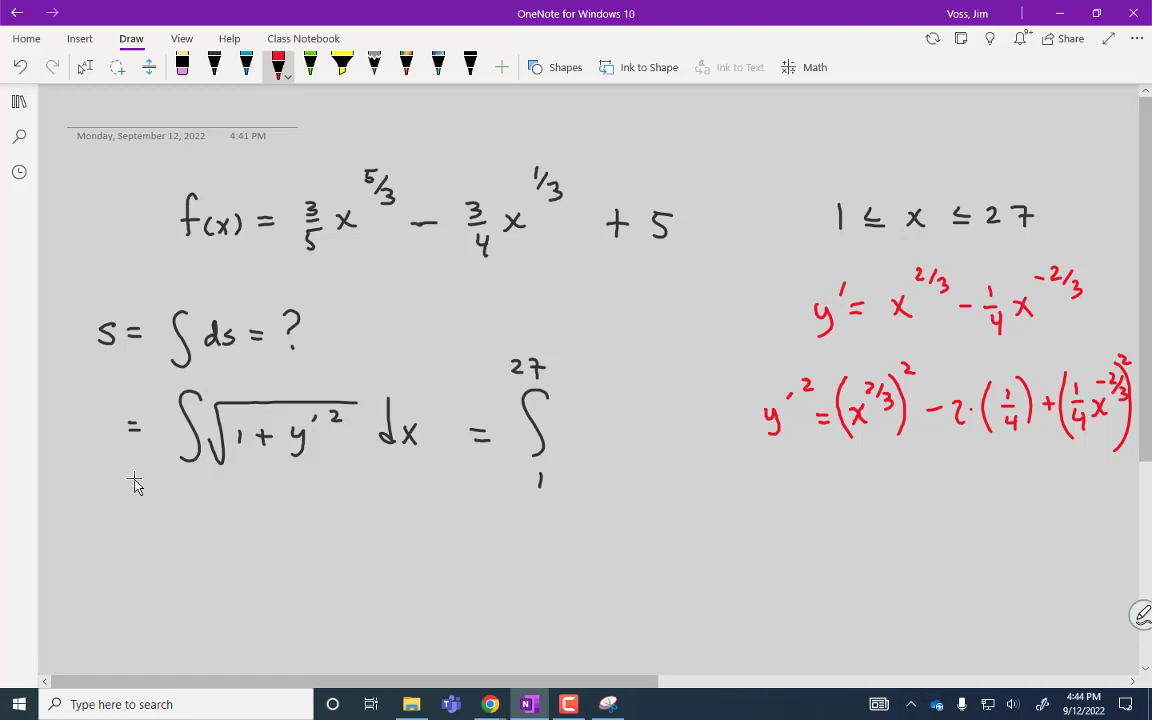 OneNote for Windows 10
Voss, Jim
Home Insert Draw View Help Class Notebook
Share
Shapes Ink to Shape Ink to Text Math
Monday, September 12, 2022 4:41 PM
f(x) = 3/5 x^5/3 − 3/4 x^1/3 + 5
1 ≤ x ≤ 27
y' = x^2/3 − 1/4 x^−2/3
s = ∫ ds = ?
y'^2 = (x^2/3)^2 − 2·(1/4) + (1/4 x^−2/3)^2
= ∫√(1 + y'^2) dx = ∫_1^27
Type here to search
4:44 PM
9/12/2022